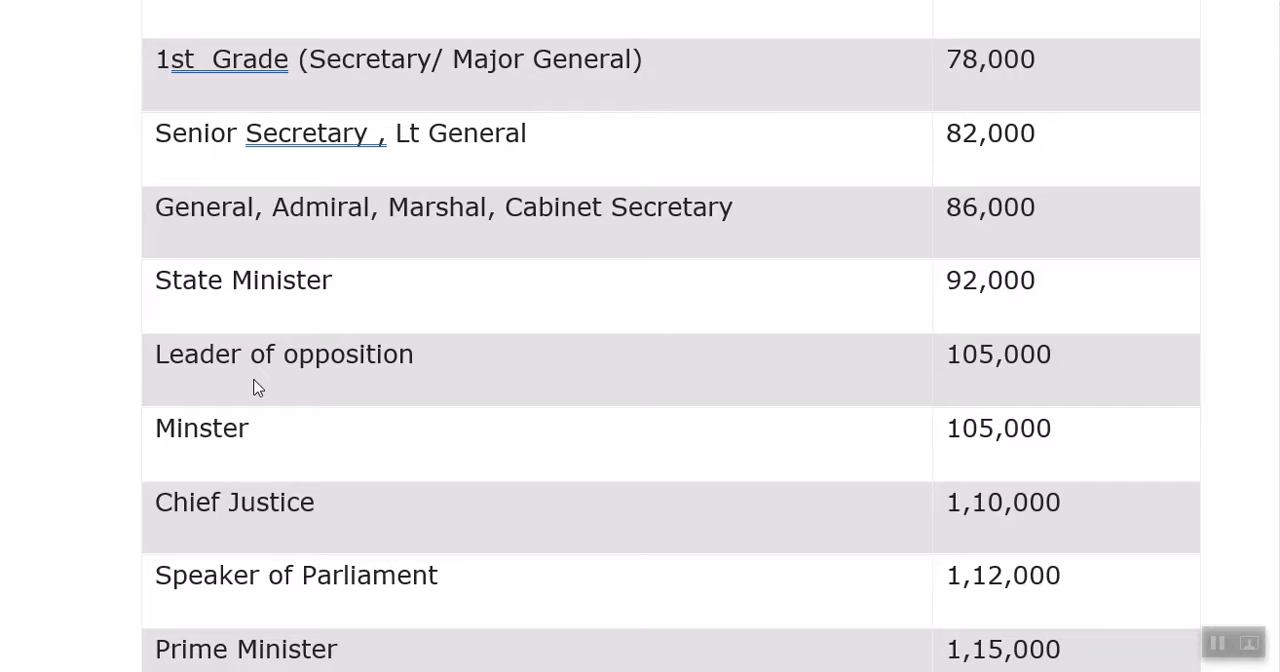 1st  Grade (Secretary/ Major General) 78,000
Senior Secretary , Lt General 82,000
General, Admiral, Marshal, Cabinet Secretary 86,000
State Minister 92,000
Leader of opposition 105,000
Minster 105,000
Chief Justice 1,10,000
Speaker of Parliament 1,12,000
Prime Minister 1,15,000